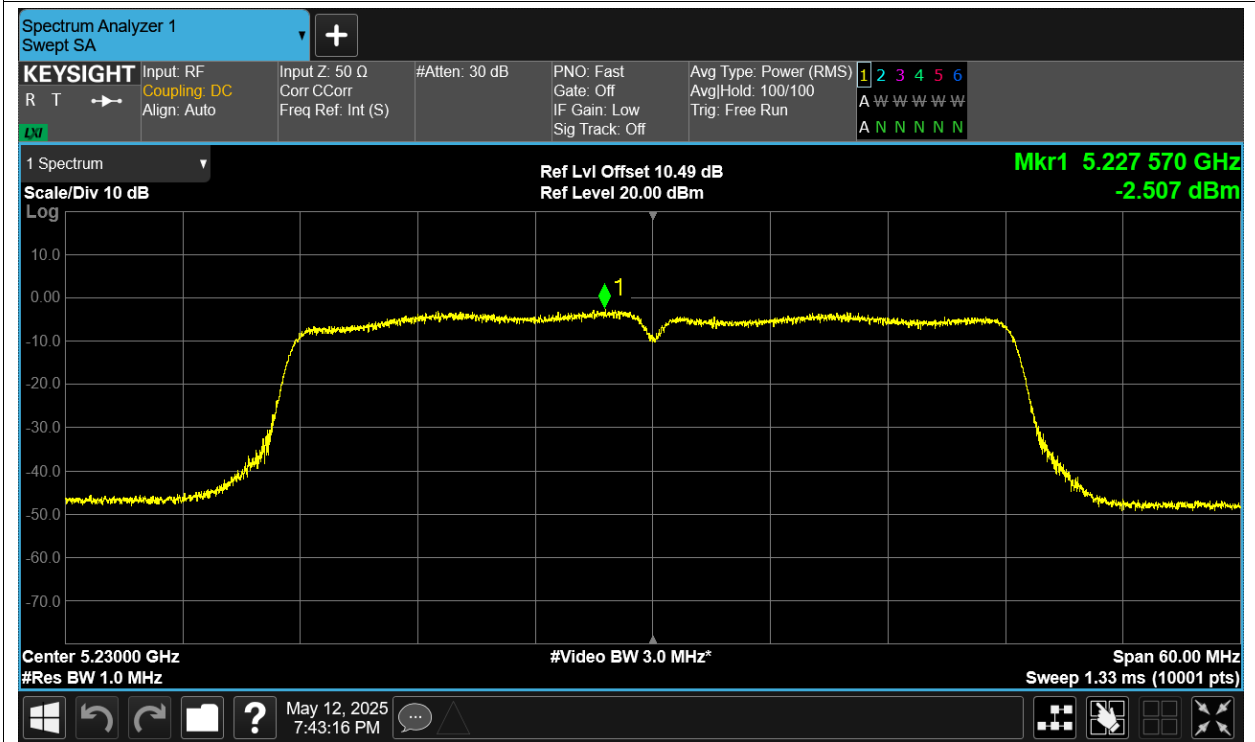 Spectrum Analyzer 1
Swept SA
KEYSIGHT
R T
LXI
Input: RF
Coupling: DC
Align: Auto
Input Z: 50 Ω
Corr CCorr
Freq Ref: Int (S)
#Atten: 30 dB
PNO: Fast
Gate: Off
IF Gain: Low
Sig Track: Off
Avg Type: Power (RMS)
Avg|Hold: 100/100
Trig: Free Run
1 2 3 4 5 6
A W W W W W
A N N N N N
1 Spectrum
Scale/Div 10 dB
Log
Ref Lvl Offset 10.49 dB
Ref Level 20.00 dBm
Mkr1 5.227 570 GHz
-2.507 dBm
10.0
0.00
-10.0
-20.0
-30.0
-40.0
-50.0
-60.0
-70.0
1
Center 5.23000 GHz
#Res BW 1.0 MHz
#Video BW 3.0 MHz*
Span 60.00 MHz
Sweep 1.33 ms (10001 pts)
?
May 12, 2025
7:43:16 PM